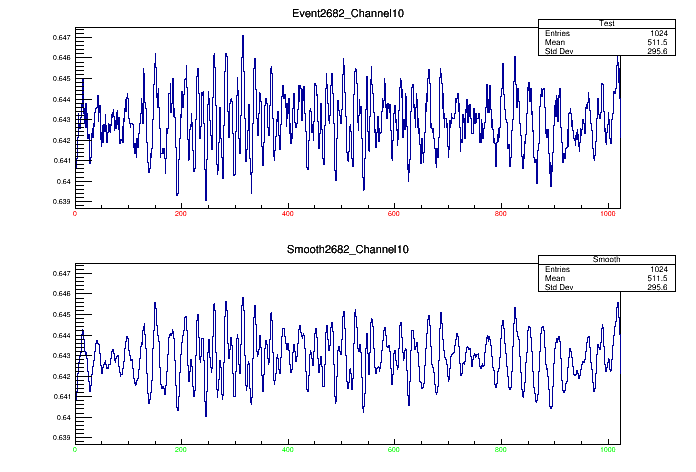 Event2682_Channel10
Test
Entries 1024
Mean 511.5
Std Dev 295.6
0.647
0.646
0.645
0.644
0.643
0.642
0.641
0.64
0.639
0 200 400 600 800 1000
Smooth2682_Channel10
Smooth
Entries 1024
Mean 511.5
Std Dev 295.6
0.647
0.646
0.645
0.644
0.643
0.642
0.641
0.64
0.639
0 200 400 600 800 1000